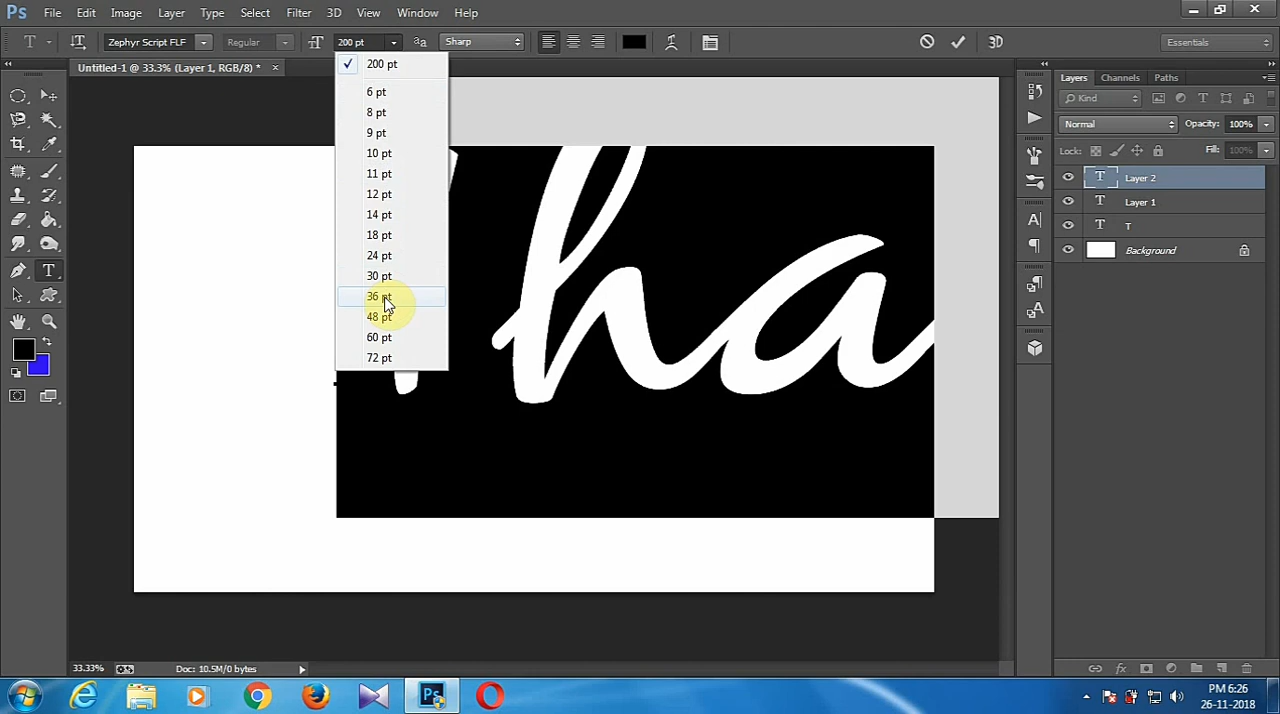 Ps File Edit Image Layer Type Select Filter 3D View Window Help
T Zephyr Script FLF Regular 200 pt aa Sharp 3D Essentials
Untitled-1 @ 33.3% (Layer 1, RGB/8) * ×
200 pt
6 pt
8 pt
9 pt
10 pt
11 pt
12 pt
14 pt
18 pt
24 pt
30 pt
36 pt
48 pt
60 pt
72 pt
Tha
Layers Channels Paths
Kind
Normal Opacity: 100%
Lock: Fill: 100%
T Layer 2
T Layer 1
T T
Background
33.33% Doc: 10.5M/0 bytes
Ps
PM 6:26
26-11-2018